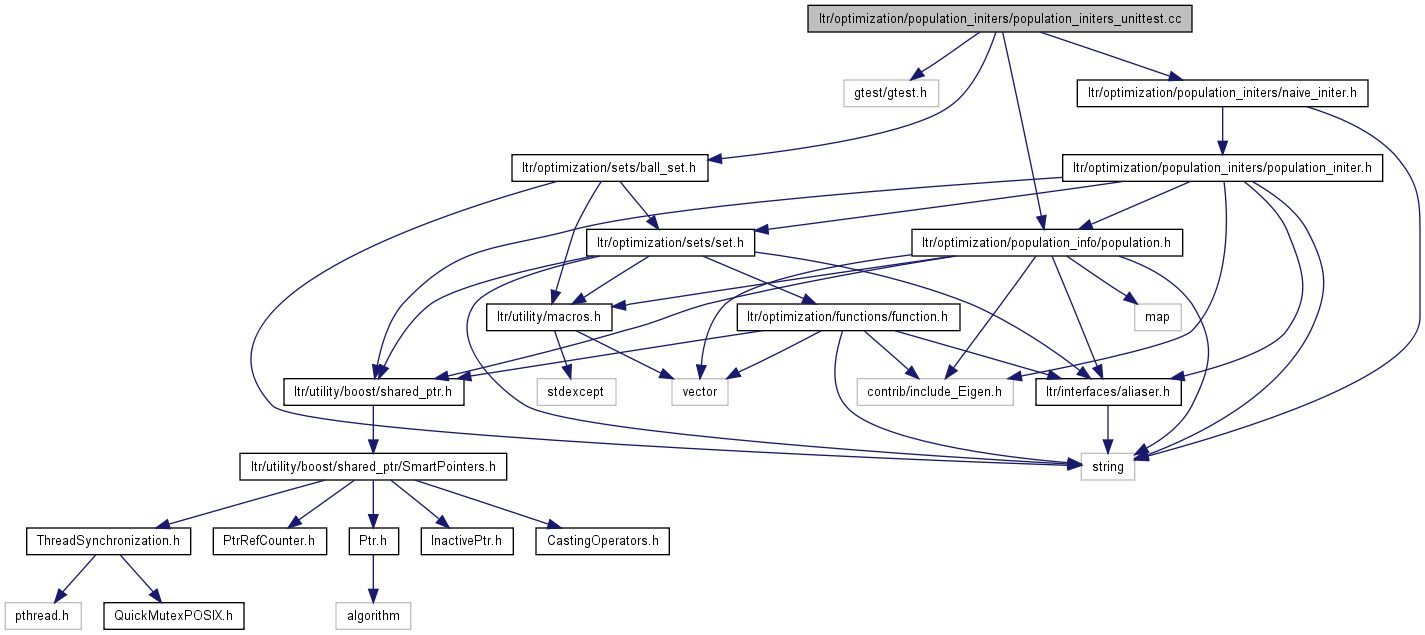 ltr/optimization/population_initers/population_initers_unittest.cc
gtest/gtest.h
ltr/optimization/population_initers/naive_initer.h
ltr/optimization/sets/ball_set.h
ltr/optimization/population_initers/population_initer.h
ltr/optimization/sets/set.h
ltr/optimization/population_info/population.h
ltr/utility/macros.h
ltr/optimization/functions/function.h
map
ltr/utility/boost/shared_ptr.h
stdexcept
vector
contrib/include_Eigen.h
ltr/interfaces/aliaser.h
ltr/utility/boost/shared_ptr/SmartPointers.h
string
ThreadSynchronization.h
PtrRefCounter.h
Ptr.h
InactivePtr.h
CastingOperators.h
pthread.h
QuickMutexPOSIX.h
algorithm